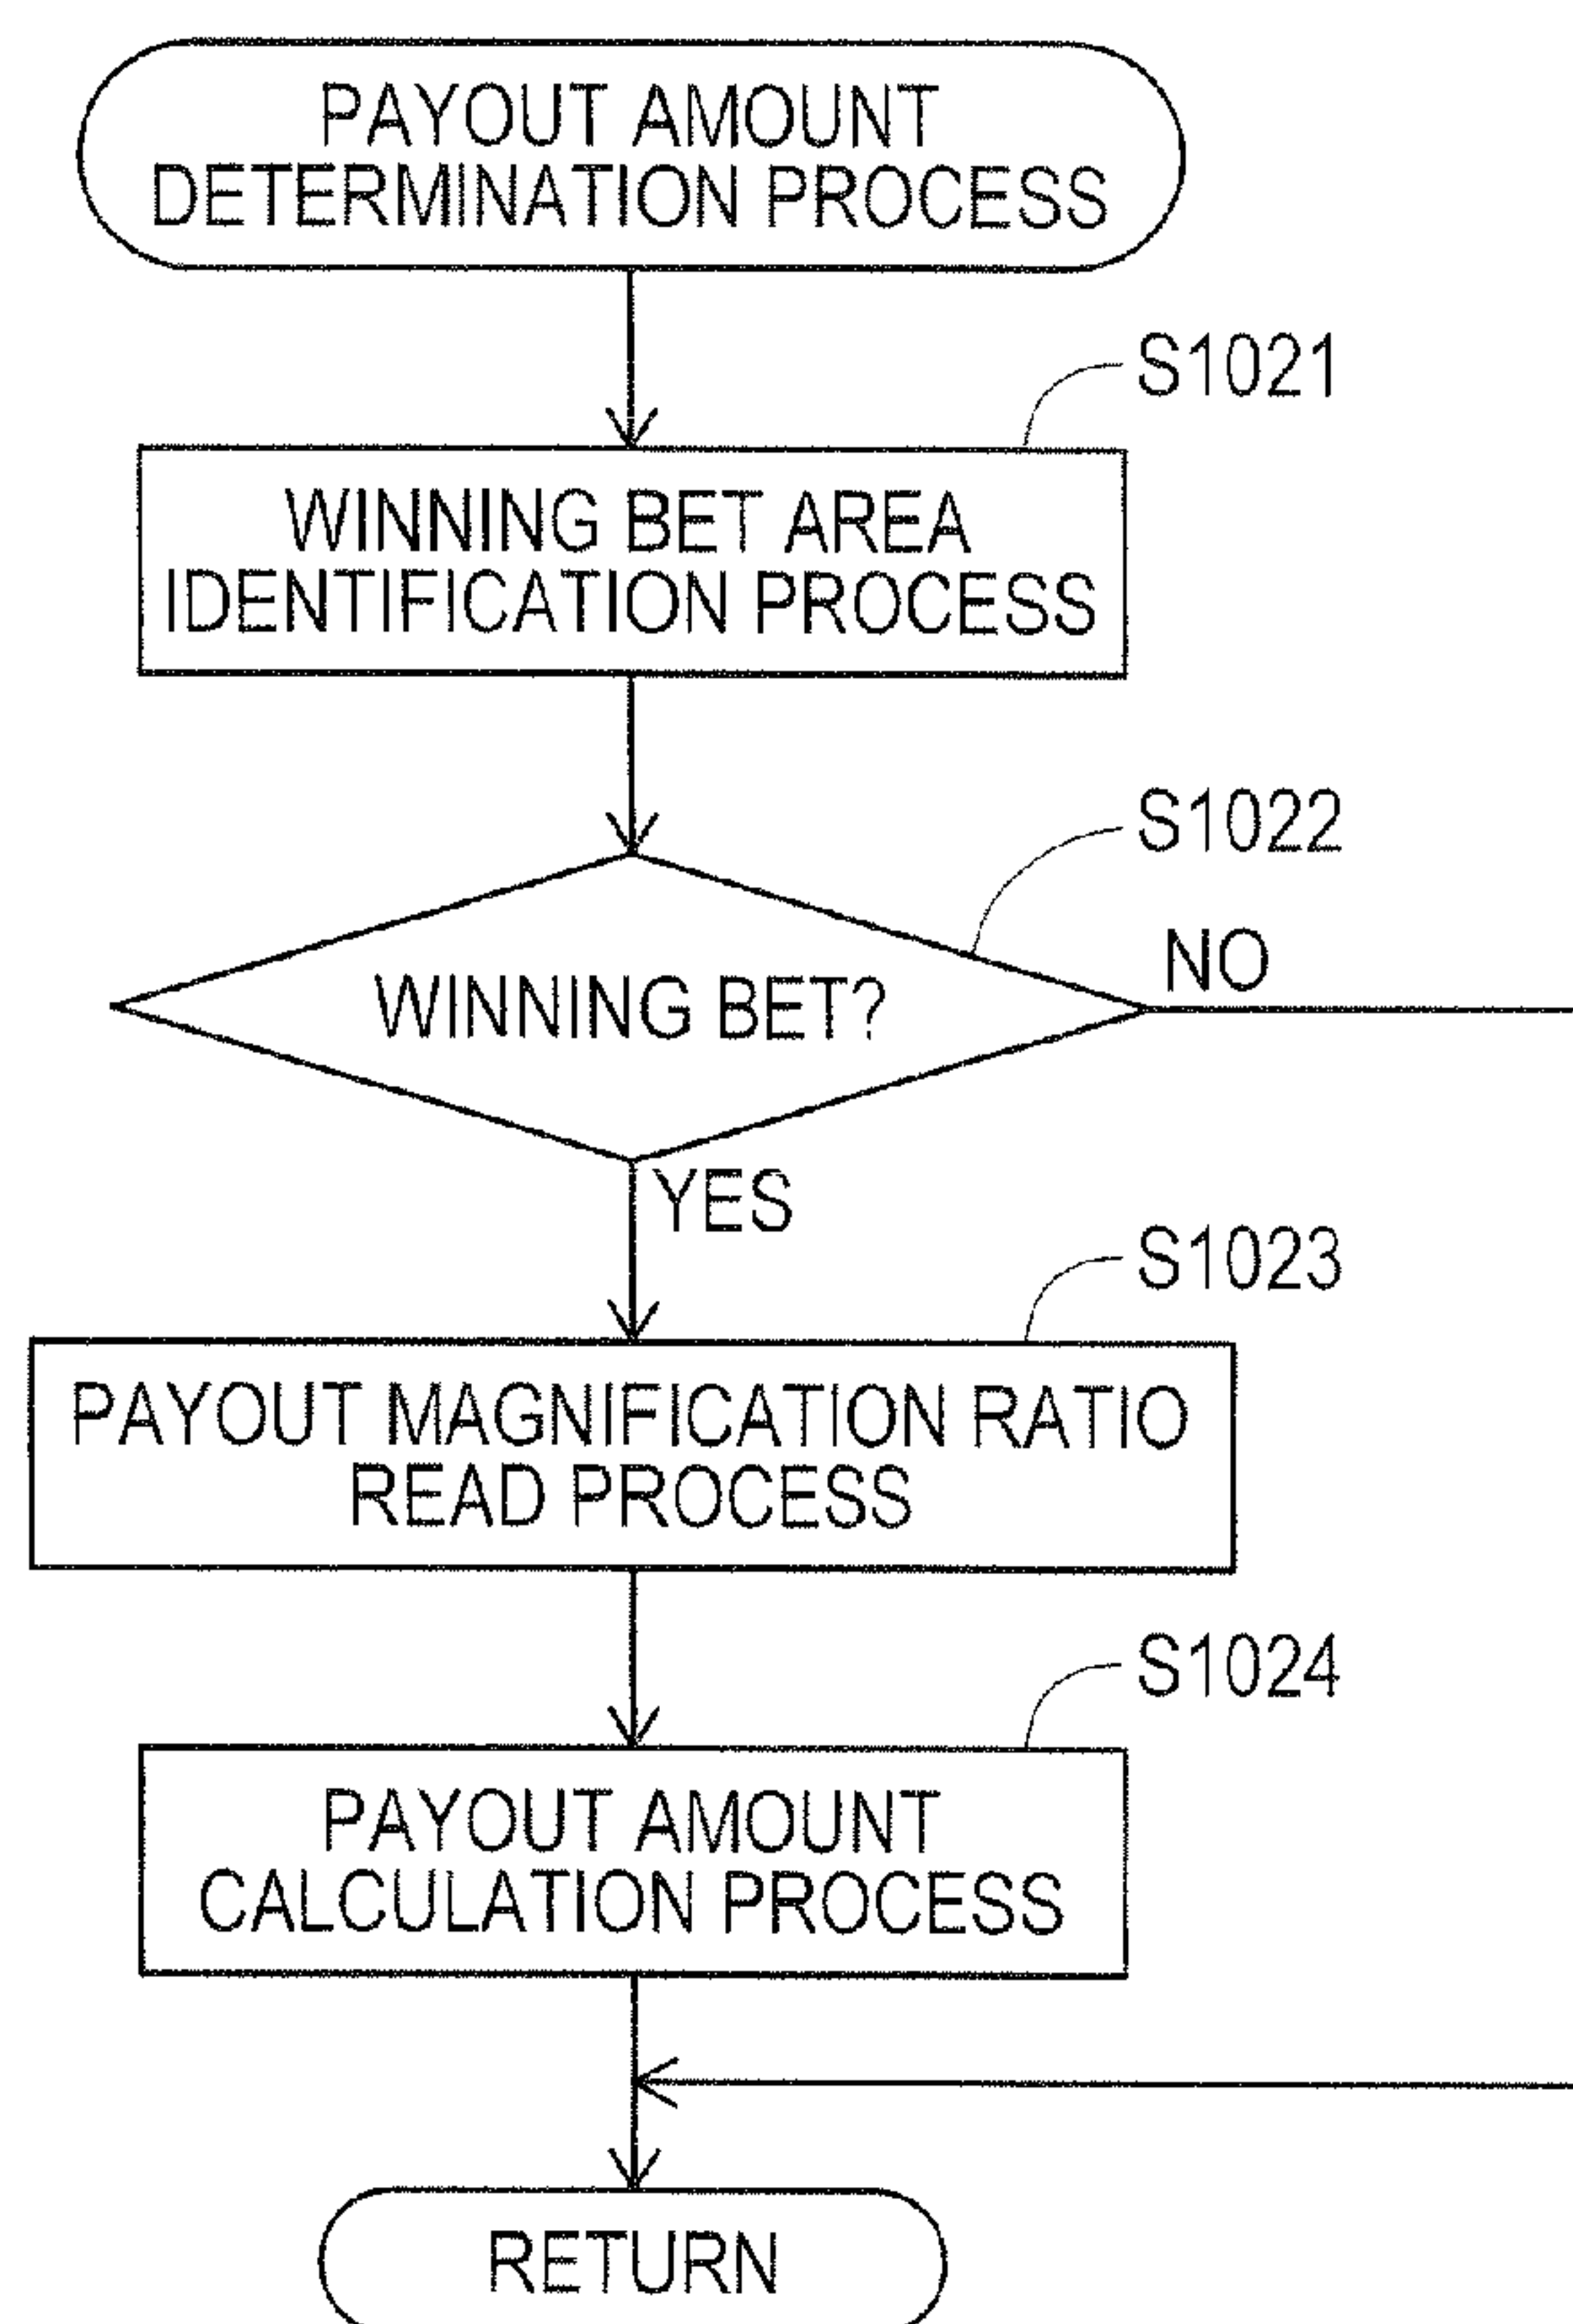 PAYOUT AMOUNT
DETERMINATION PROCESS
S1021
WINNING BET AREA
IDENTIFICATION PROCESS
S1022
NO
WINNING BET?
YES
S1023
PAYOUT MAGNIFICATION RATIO
READ PROCESS
S1024
PAYOUT AMOUNT
CALCULATION PROCESS
RETURN